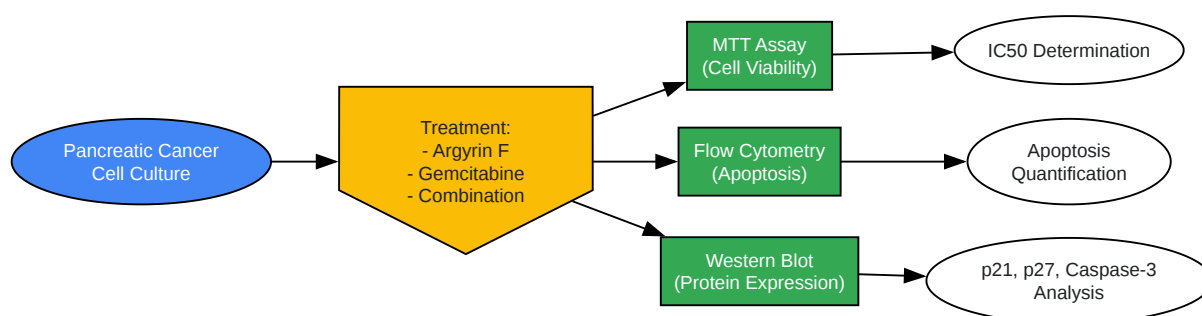 Pancreatic Cancer
Cell Culture
Treatment:
- Argyrin F
- Gemcitabine
- Combination
MTT Assay
(Cell Viability)
IC50 Determination
Flow Cytometry
(Apoptosis)
Apoptosis
Quantification
Western Blot
(Protein Expression)
p21, p27, Caspase-3
Analysis